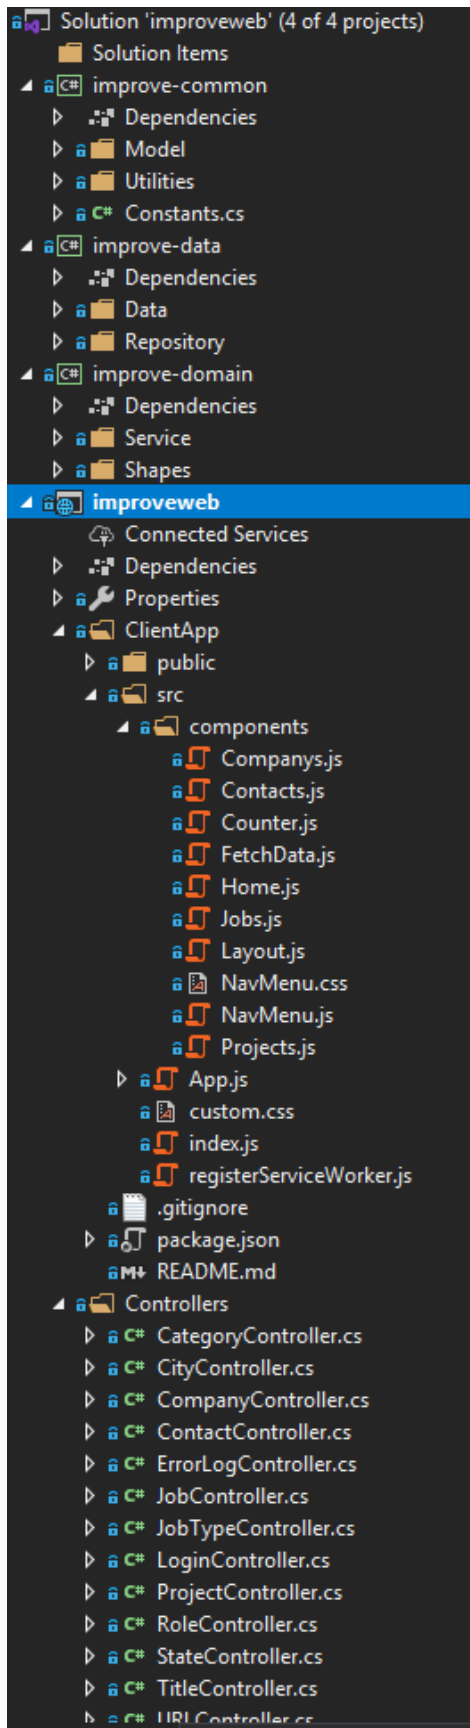 Solution 'improveweb' (4 of 4 projects)
Solution Items
C# improve-common
Dependencies
Model
Utilities
C# Constants.cs
C# improve-data
Dependencies
Data
Repository
C# improve-domain
Dependencies
Service
Shapes
improveweb
Connected Services
Dependencies
Properties
ClientApp
public
src
components
Companys.js
Contacts.js
Counter.js
FetchData.js
Home.js
Jobs.js
Layout.js
NavMenu.css
NavMenu.js
Projects.js
App.js
custom.css
index.js
registerServiceWorker.js
.gitignore
package.json
M↓ README.md
Controllers
C# CategoryController.cs
C# CityController.cs
C# CompanyController.cs
C# ContactController.cs
C# ErrorLogController.cs
C# JobController.cs
C# JobTypeController.cs
C# LoginController.cs
C# ProjectController.cs
C# RoleController.cs
C# StateController.cs
C# TitleController.cs
C# URLController.cs